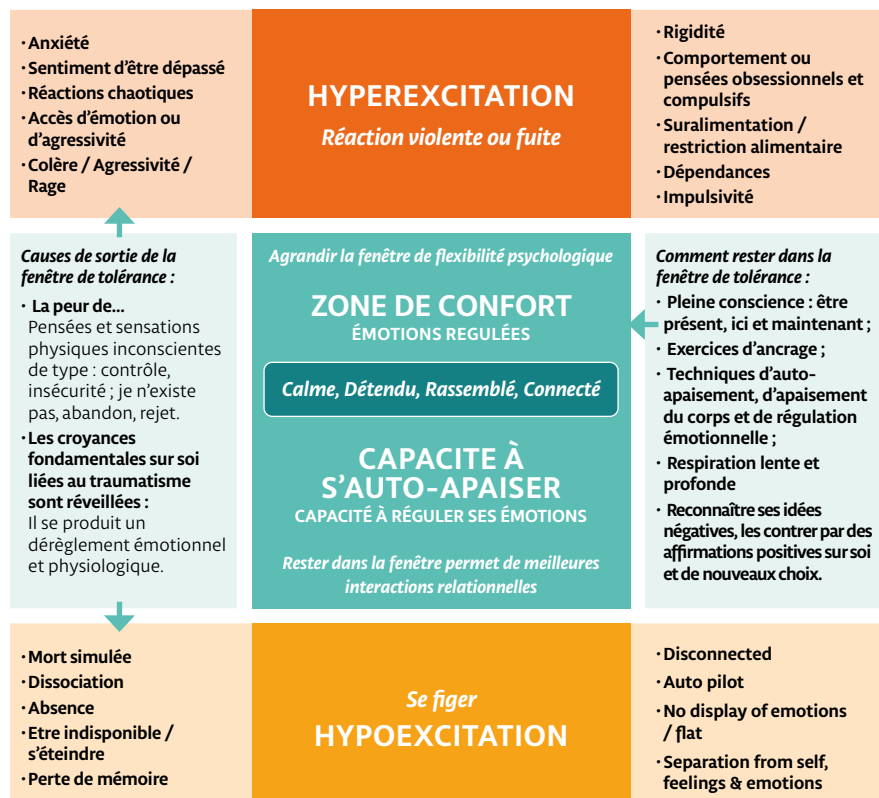 · Anxiété
· Sentiment d'être dépassé
· Réactions chaotiques
· Accès d'émotion ou
d'agressivité
· Colère / Agressivité /
Rage
HYPEREXCITATION
Réaction violente ou fuite
· Rigidité
· Comportement ou
pensées obsessionnels et
compulsifs
· Suralimentation /
restriction alimentaire
· Dépendances
· Impulsivité
Causes de sortie de la
fenêtre de tolérance :
· La peur de...
Pensées et sensations
physiques inconscientes
de type : contrôle,
insécurité ; je n'existe
pas, abandon, rejet.
· Les croyances
fondamentales sur soi
liées au traumatisme
sont réveillées :
Il se produit un
dérèglement émotionnel
et physiologique.
Agrandir la fenêtre de flexibilité psychologique
ZONE DE CONFORT
ÉMOTIONS REGULÉES
Calme, Détendu, Rassemblé, Connecté
CAPACITE À
S'AUTO-APAISER
CAPACITÉ À RÉGULER SES ÉMOTIONS
Rester dans la fenêtre permet de meilleures
interactions relationnelles
Comment rester dans la
fenêtre de tolérance :
· Pleine conscience : être
présent, ici et maintenant ;
· Exercices d'ancrage ;
· Techniques d'auto-
apaisement, d'apaisement
du corps et de régulation
émotionnelle ;
· Respiration lente et
profonde
· Reconnaître ses idées
négatives, les contrer par des
affirmations positives sur soi
et de nouveaux choix.
· Mort simulée
· Dissociation
· Absence
· Etre indisponible /
s'éteindre
· Perte de mémoire
Se figer
HYPOEXCITATION
· Disconnected
· Auto pilot
· No display of emotions
/ flat
· Separation from self,
feelings & emotions